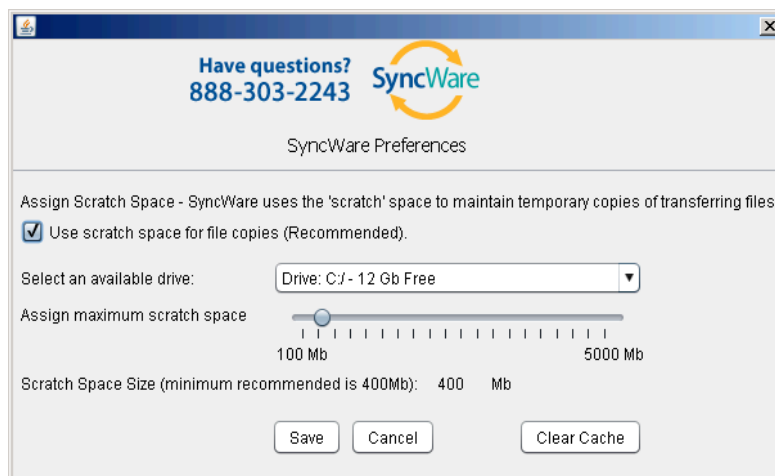 Have questions?
888-303-2243
SyncWare
SyncWare Preferences
Assign Scratch Space - SyncWare uses the 'scratch' space to maintain temporary copies of transferring files
Use scratch space for file copies (Recommended).
Select an available drive: Drive: C:/ - 12 Gb Free
Assign maximum scratch space
100 Mb 5000 Mb
Scratch Space Size (minimum recommended is 400Mb): 400 Mb
Save Cancel Clear Cache